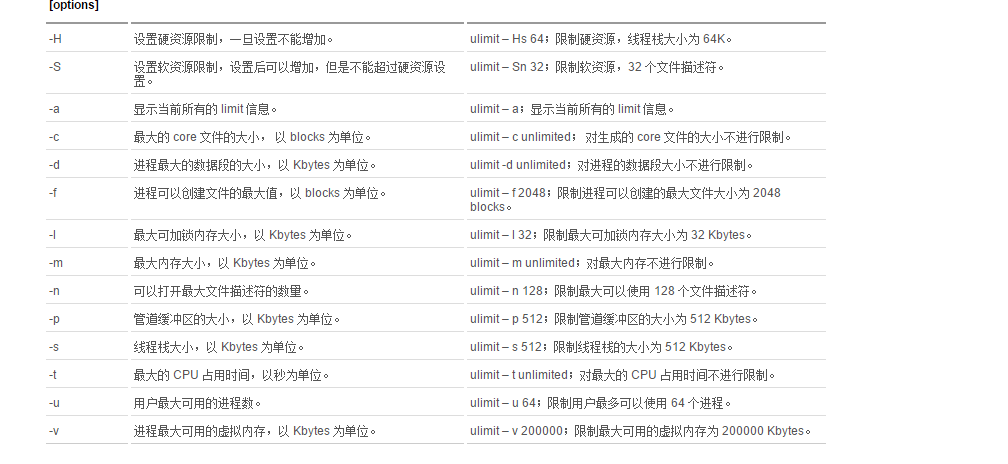 [options]
-H 设置硬资源限制，一旦设置不能增加。 ulimit – Hs 64；限制硬资源，线程栈大小为 64K。
-S 设置软资源限制，设置后可以增加，但是不能超过硬资源设 ulimit – Sn 32；限制软资源，32 个文件描述符。
置。
-a 显示当前所有的 limit 信息。 ulimit – a；显示当前所有的 limit 信息。
-c 最大的 core 文件的大小， 以 blocks 为单位。 ulimit – c unlimited； 对生成的 core 文件的大小不进行限制。
-d 进程最大的数据段的大小，以 Kbytes 为单位。 ulimit -d unlimited；对进程的数据段大小不进行限制。
-f 进程可以创建文件的最大值，以 blocks 为单位。 ulimit – f 2048；限制进程可以创建的最大文件大小为 2048
blocks。
-l 最大可加锁内存大小，以 Kbytes 为单位。 ulimit – l 32；限制最大可加锁内存大小为 32 Kbytes。
-m 最大内存大小，以 Kbytes 为单位。 ulimit – m unlimited；对最大内存不进行限制。
-n 可以打开最大文件描述符的数量。 ulimit – n 128；限制最大可以使用 128 个文件描述符。
-p 管道缓冲区的大小，以 Kbytes 为单位。 ulimit – p 512；限制管道缓冲区的大小为 512 Kbytes。
-s 线程栈大小，以 Kbytes 为单位。 ulimit – s 512；限制线程栈的大小为 512 Kbytes。
-t 最大的 CPU 占用时间，以秒为单位。 ulimit – t unlimited；对最大的 CPU 占用时间不进行限制。
-u 用户最大可用的进程数。 ulimit – u 64；限制用户最多可以使用 64 个进程。
-v 进程最大可用的虚拟内存，以 Kbytes 为单位。 ulimit – v 200000；限制最大可用的虚拟内存为 200000 Kbytes。